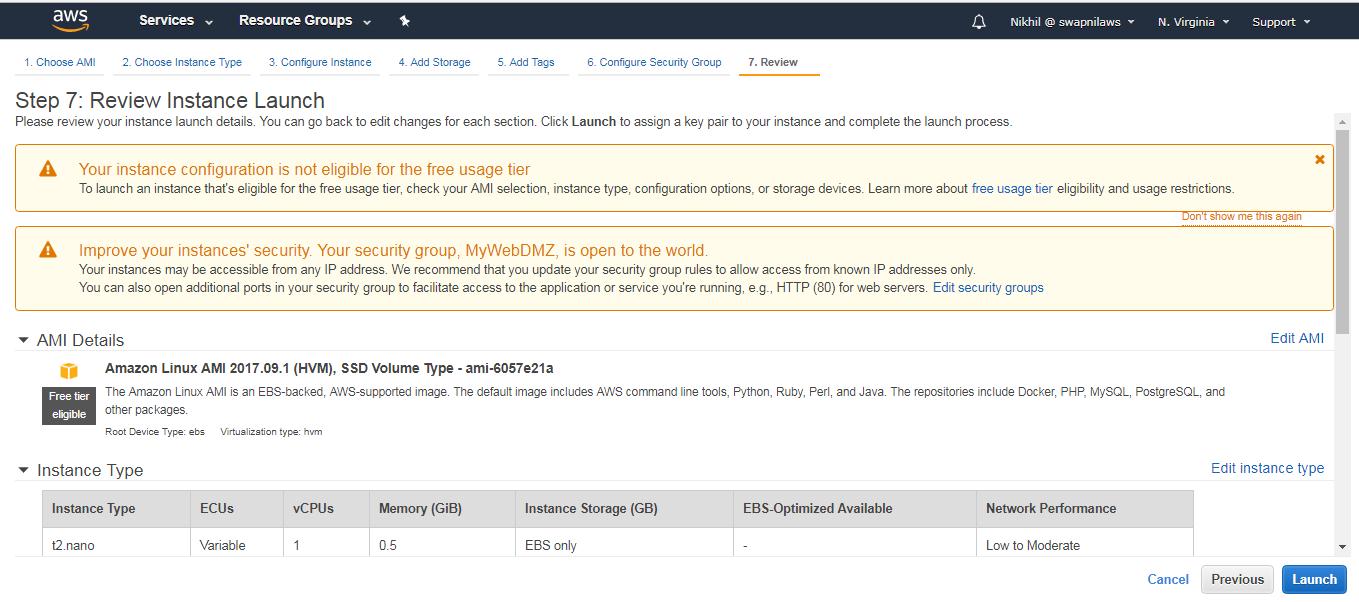 aws Services Resource Groups Nikhil @ swapnilaws N. Virginia Support
1. Choose AMI 2. Choose Instance Type 3. Configure Instance 4. Add Storage 5. Add Tags 6. Configure Security Group 7. Review
Step 7: Review Instance Launch
Please review your instance launch details. You can go back to edit changes for each section. Click Launch to assign a key pair to your instance and complete the launch process.
Your instance configuration is not eligible for the free usage tier
To launch an instance that's eligible for the free usage tier, check your AMI selection, instance type, configuration options, or storage devices. Learn more about free usage tier eligibility and usage restrictions.
Don't show me this again
Improve your instances' security. Your security group, MyWebDMZ, is open to the world.
Your instances may be accessible from any IP address. We recommend that you update your security group rules to allow access from known IP addresses only.
You can also open additional ports in your security group to facilitate access to the application or service you're running, e.g., HTTP (80) for web servers. Edit security groups
AMI Details Edit AMI
Amazon Linux AMI 2017.09.1 (HVM), SSD Volume Type - ami-6057e21a
Free tier
eligible
The Amazon Linux AMI is an EBS-backed, AWS-supported image. The default image includes AWS command line tools, Python, Ruby, Perl, and Java. The repositories include Docker, PHP, MySQL, PostgreSQL, and
other packages.
Root Device Type: ebs Virtualization type: hvm
Instance Type Edit instance type
Instance Type ECUs vCPUs Memory (GiB) Instance Storage (GB) EBS-Optimized Available Network Performance
t2.nano Variable 1 0.5 EBS only - Low to Moderate
Cancel Previous Launch